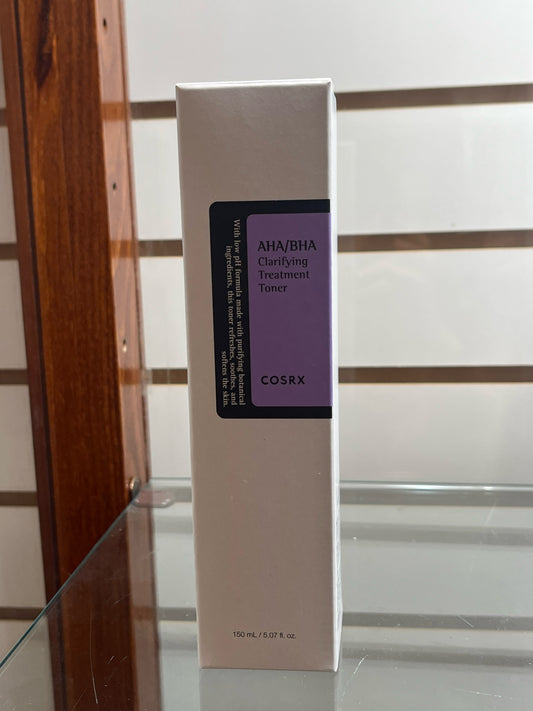 AHA/BHA
Clarifying
Treatment
Toner
COSRX
With low pH formula made with purifying botanical
ingredients, this toner refreshes, soothes, and
softens the skin.
150 mL / 5.07 fl. oz.